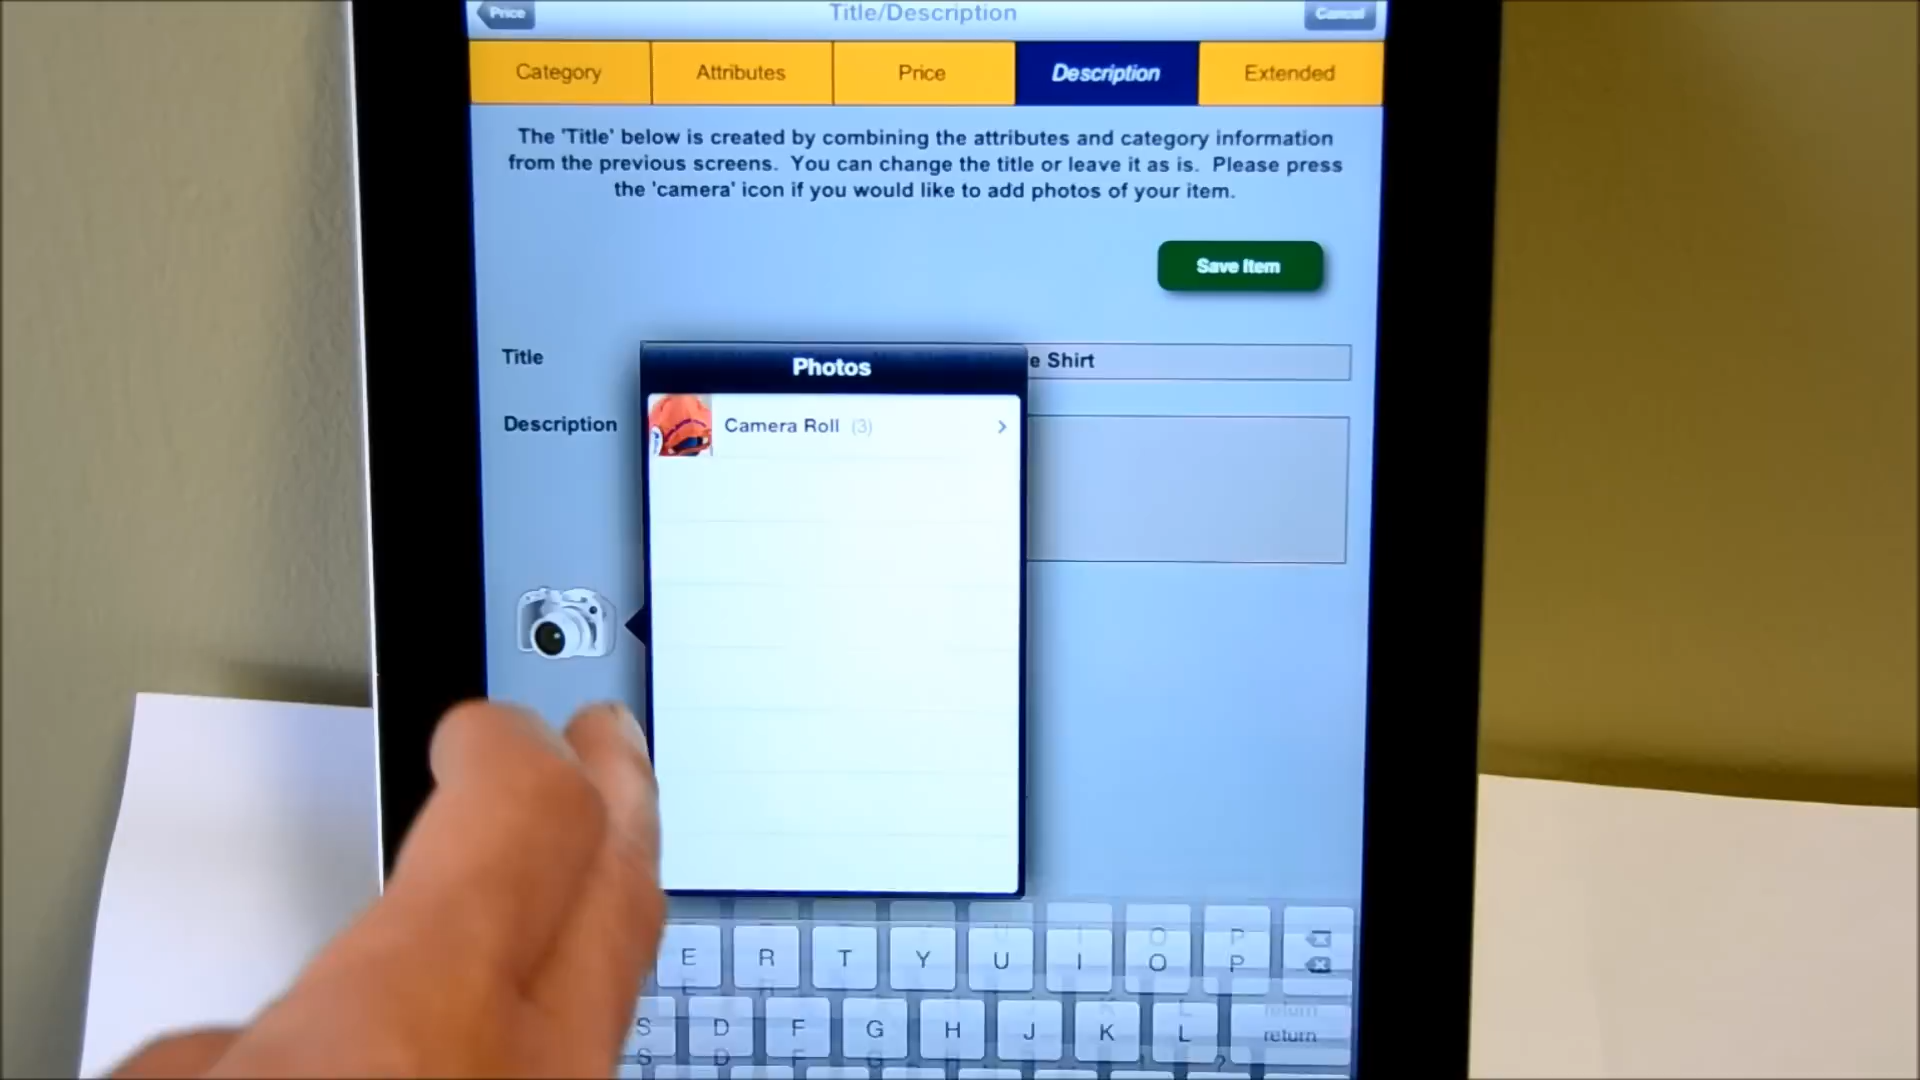 Price
Title/Description
Cancel
Category
Attributes
Price
Description
Extended
The 'Title' below is created by combining the attributes and category information
from the previous screens. You can change the title or leave it as is. Please press
the 'camera' icon if you would like to add photos of your item.
Save Item
Title
e Shirt
Photos
Camera Roll (3)
Description
E R T Y U I O P
S D F G H J K L return